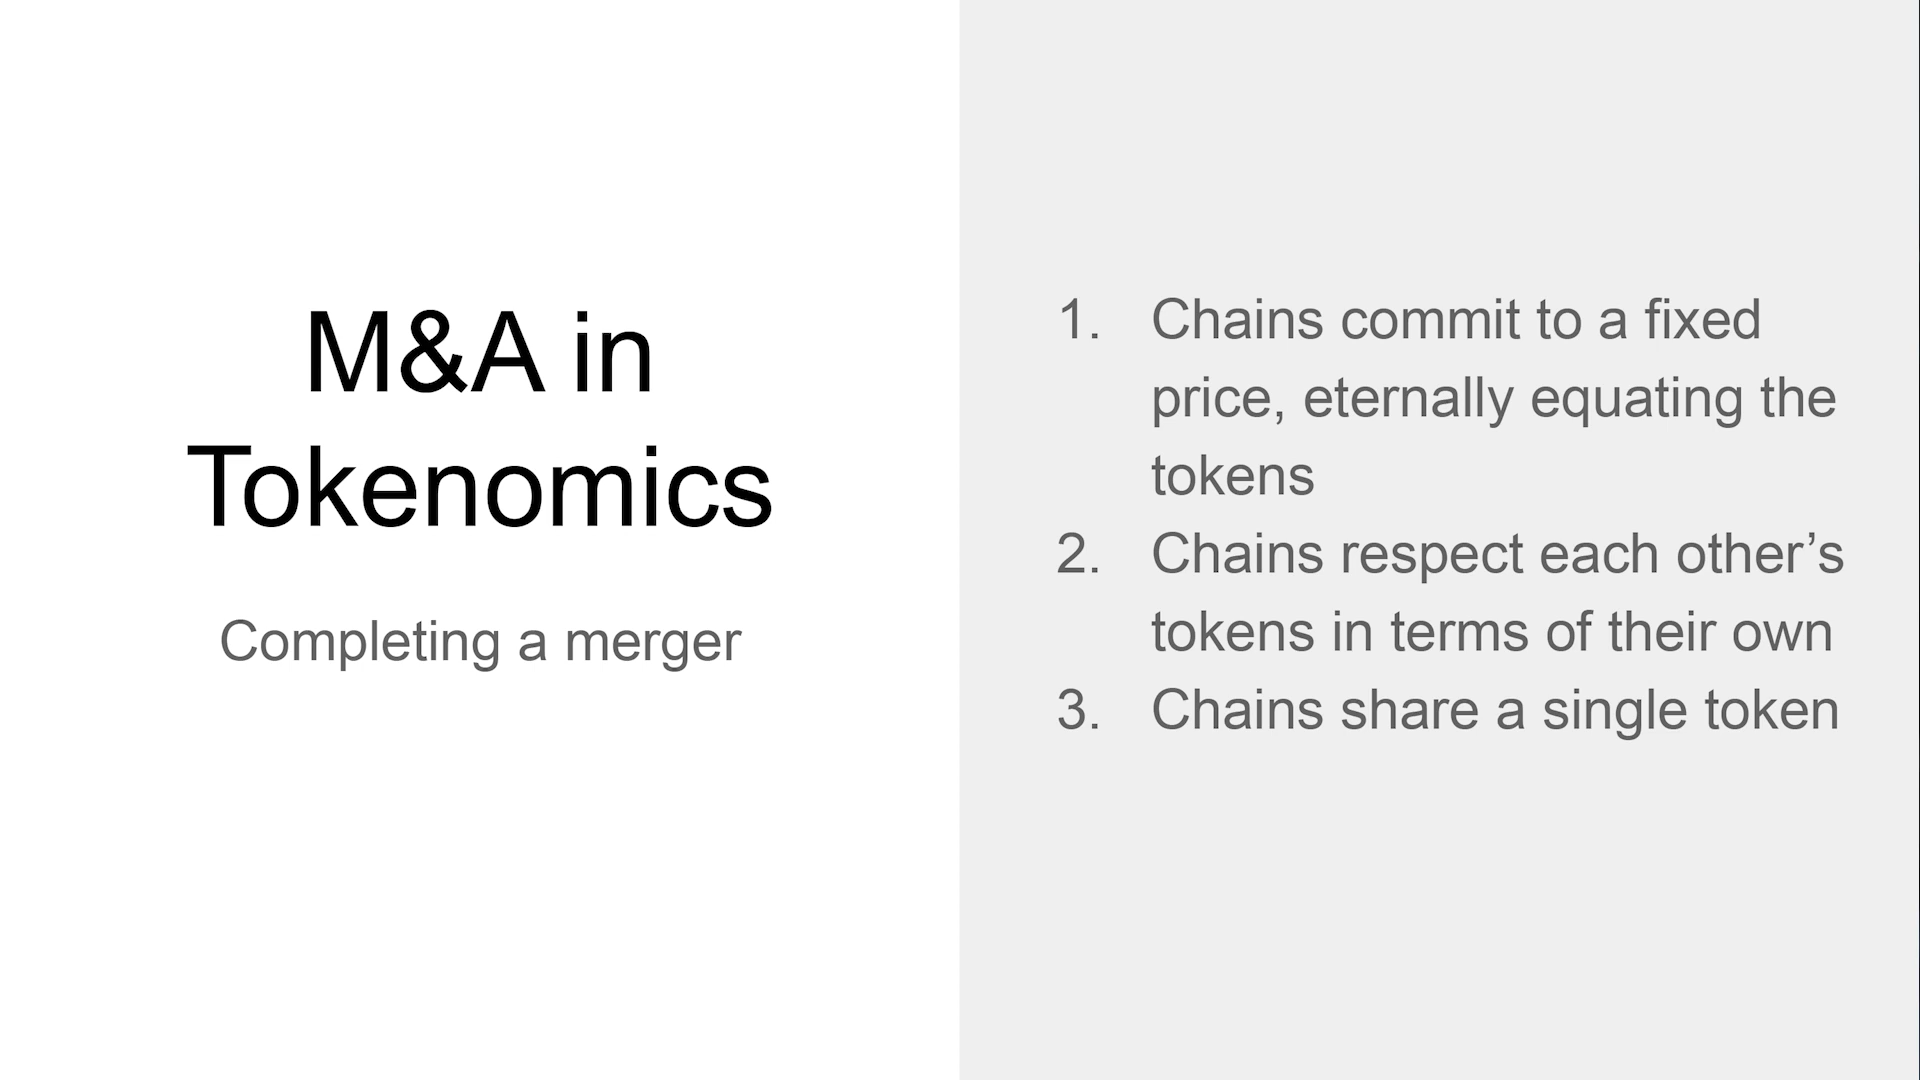 M&A in
Tokenomics
Completing a merger
1. Chains commit to a fixed
price, eternally equating the
tokens
2. Chains respect each other’s
tokens in terms of their own
3. Chains share a single token